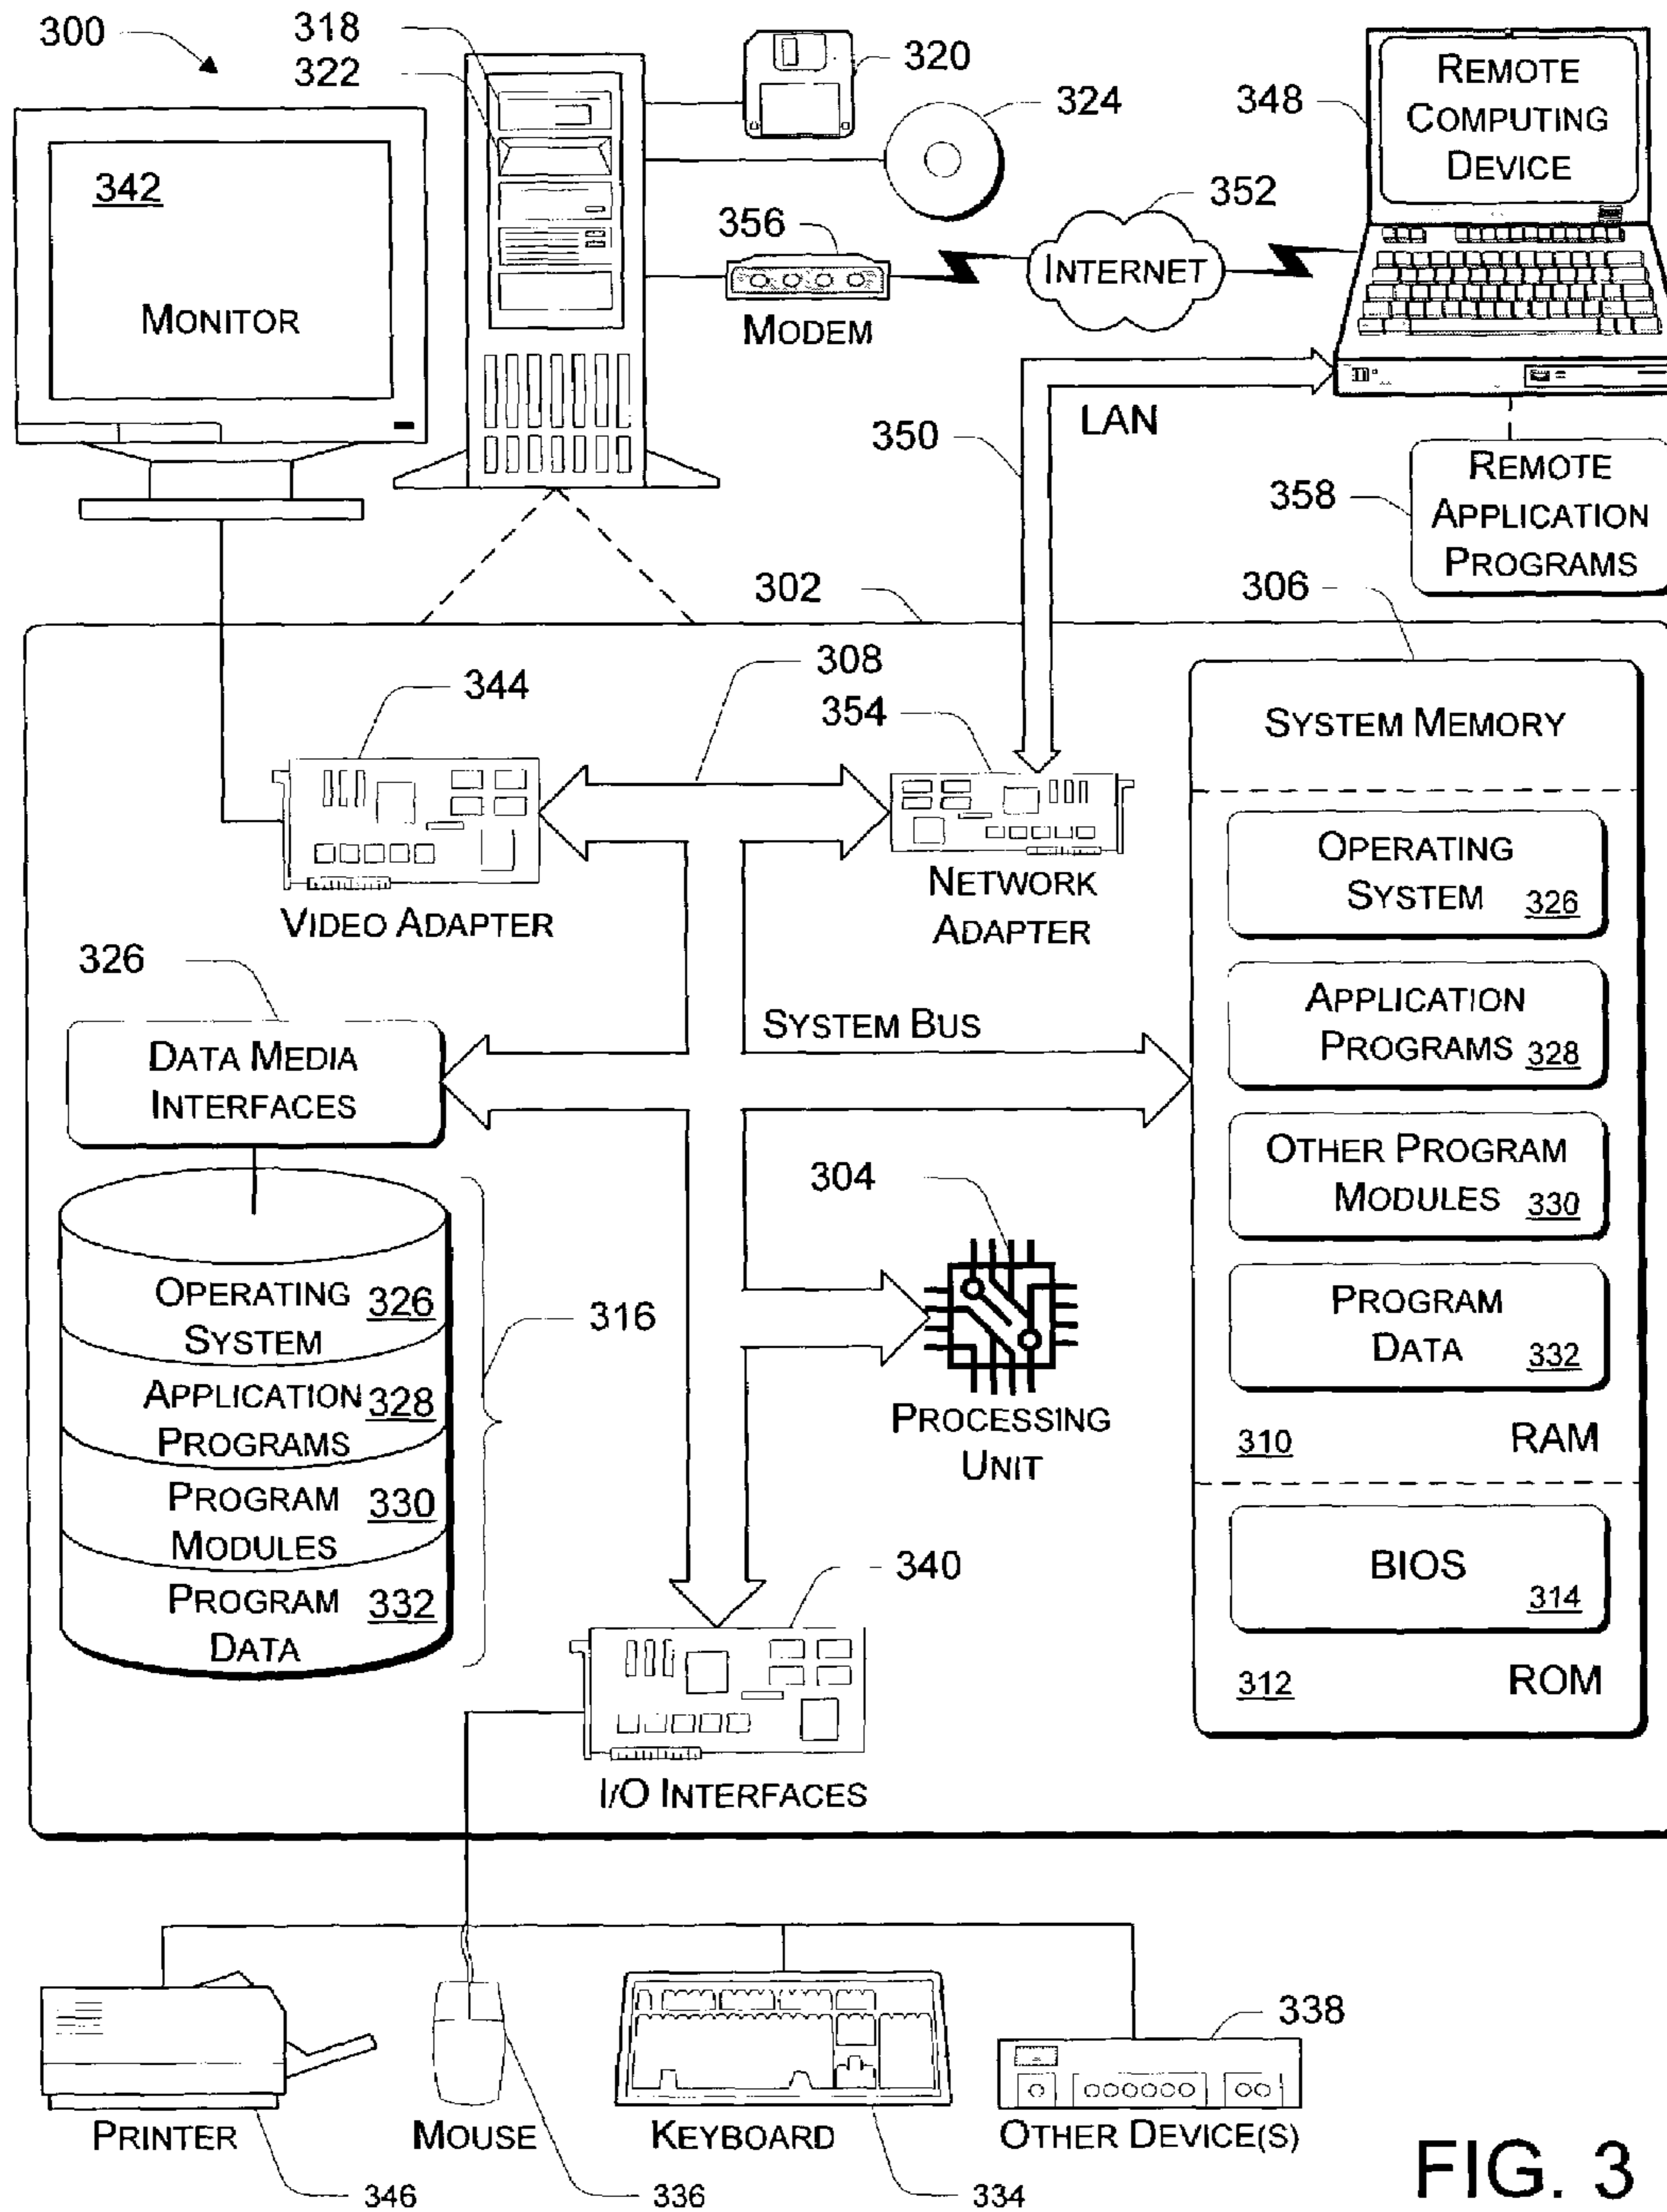 300
318
322
320
324
348
REMOTE
COMPUTING
DEVICE
342
MONITOR
356
MODEM
352
INTERNET
350
LAN
358
REMOTE
APPLICATION
PROGRAMS
302
306
308
344
354
VIDEO ADAPTER
NETWORK
ADAPTER
SYSTEM MEMORY
OPERATING
SYSTEM 326
APPLICATION
PROGRAMS 328
OTHER PROGRAM
MODULES 330
PROGRAM
DATA 332
310 RAM
BIOS
314
312 ROM
326
DATA MEDIA
INTERFACES
SYSTEM BUS
304
PROCESSING
UNIT
OPERATING 326
SYSTEM
APPLICATION 328
PROGRAMS
PROGRAM 330
MODULES
PROGRAM 332
DATA
316
340
I/O INTERFACES
338
PRINTER
MOUSE
KEYBOARD
OTHER DEVICE(S)
346
336
334
FIG. 3